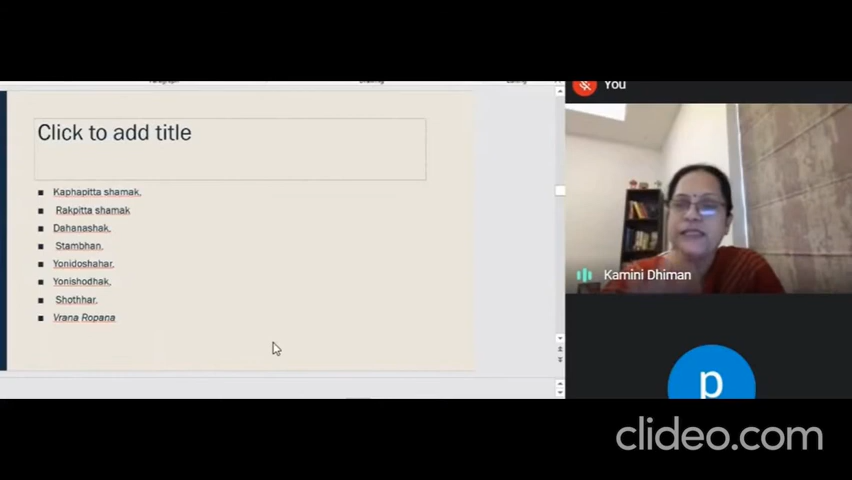 You
Click to add title
Kaphapitta shamak,
Rakpitta shamak
Dahanashak,
Stambhan,
Yonidoshahar,
Yonishodhak,
Shothhar,
Vrana Ropana
Kamini Dhiman
p
clideo.com